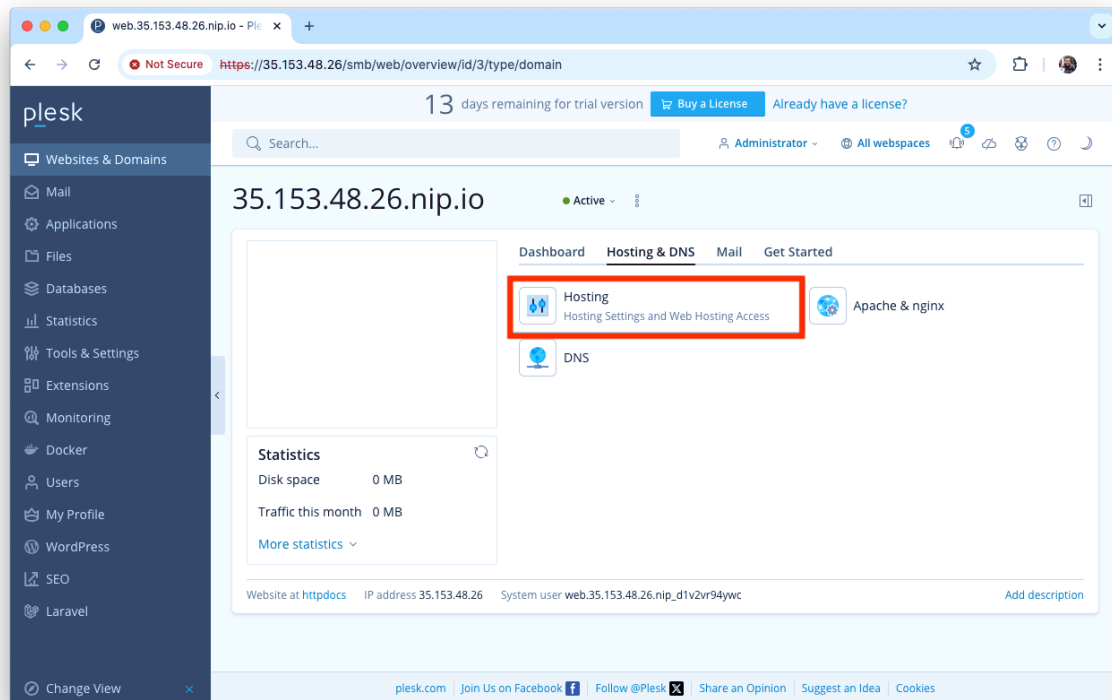 web.35.153.48.26.nip.io - Ple
Not Secure https://35.153.48.26/smb/web/overview/id/3/type/domain
plesk
13 days remaining for trial version Buy a License Already have a license?
Search... Administrator All webspaces 5
Websites & Domains
Mail
Applications
Files
Databases
Statistics
Tools & Settings
Extensions
Monitoring
Docker
Users
My Profile
WordPress
SEO
Laravel
Change View
35.153.48.26.nip.io Active
Dashboard Hosting & DNS Mail Get Started
Hosting
Hosting Settings and Web Hosting Access
Apache & nginx
DNS
Statistics
Disk space 0 MB
Traffic this month 0 MB
More statistics
Website at httpdocs IP address 35.153.48.26 System user web.35.153.48.26.nip_d1v2vr94ywc Add description
plesk.com Join Us on Facebook Follow @Plesk Share an Opinion Suggest an Idea Cookies